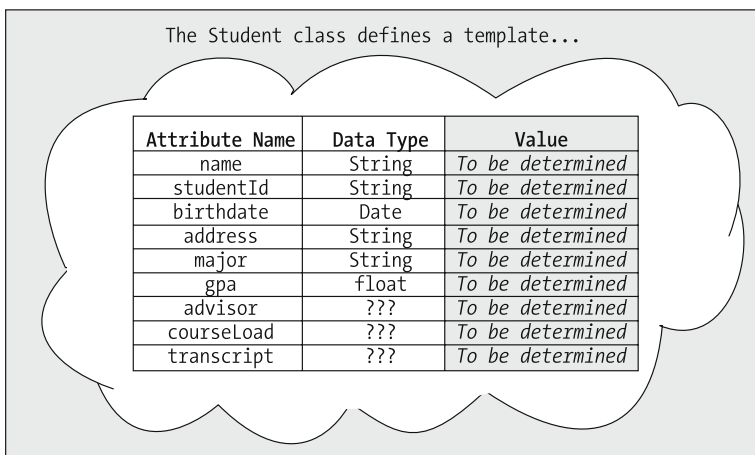 The Student class defines a template...
Attribute Name Data Type Value
name String To be determined
studentId String To be determined
birthdate Date To be determined
address String To be determined
major String To be determined
gpa float To be determined
advisor ??? To be determined
courseLoad ??? To be determined
transcript ??? To be determined